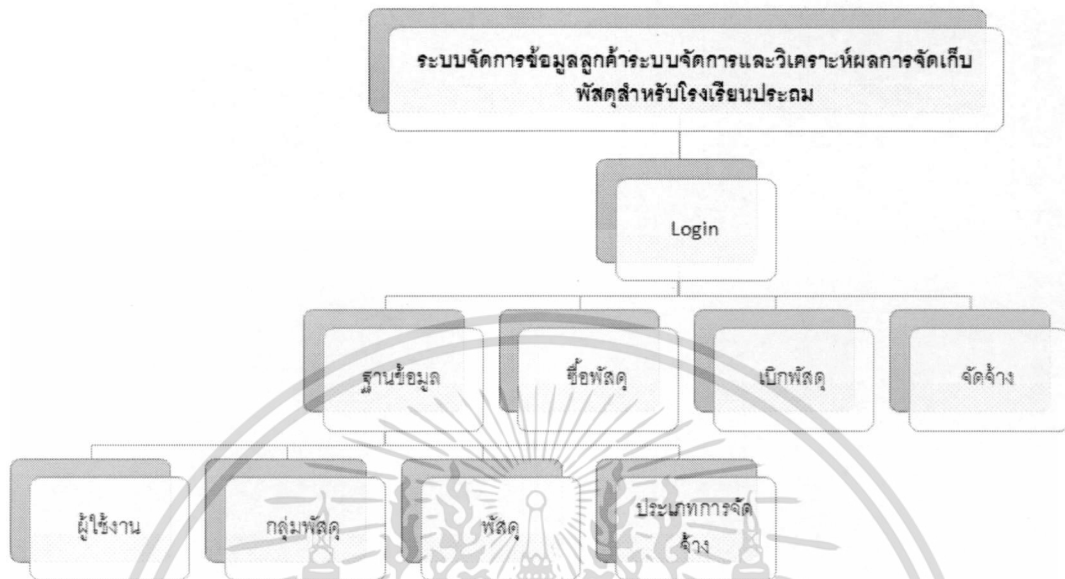 ระบบจัดการข้อมูลลูกค้าระบบจัดการและวิเคราะห์ผลการจัดเก็บ
พัสดุสำหรับโรงเรียนประถม
Login
ฐานข้อมูล
ซื้อพัสดุ
เบิกพัสดุ
จัดจ้าง
ผู้ใช้งาน
กลุ่มพัสดุ
พัสดุ
ประเภทการจัด
จ้าง